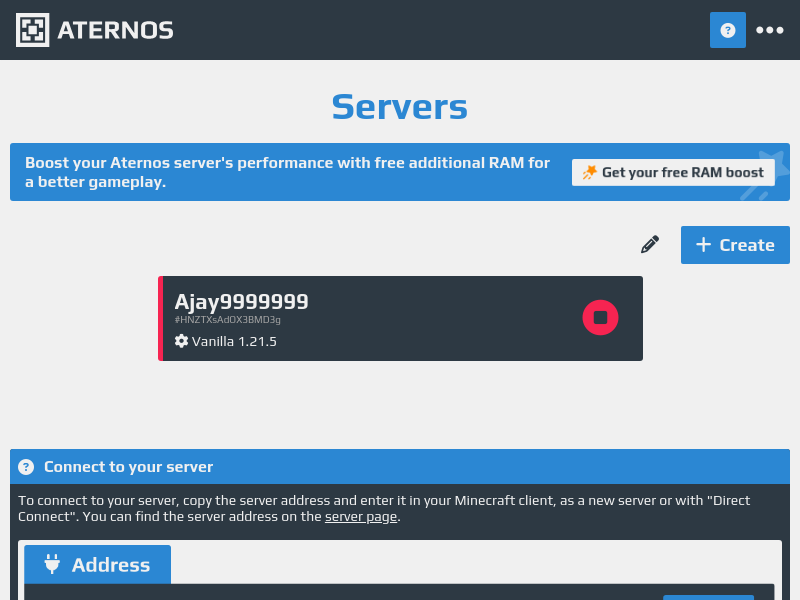 ATERNOS
Servers
Boost your Aternos server's performance with free additional RAM for
a better gameplay.
Get your free RAM boost
Create
Ajay9999999
#HNZTXsAdOX3BMD3g
Vanilla 1.21.5
Connect to your server
To connect to your server, copy the server address and enter it in your Minecraft client, as a new server or with "Direct
Connect". You can find the server address on the server page.
Address